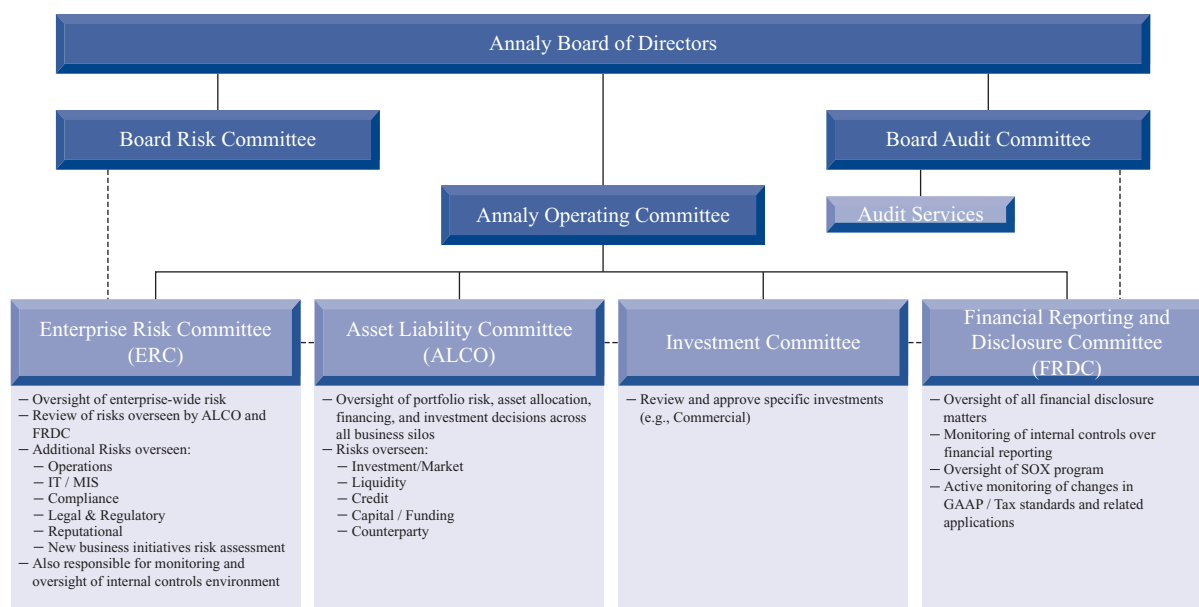 Annaly Board of Directors
Board Risk Committee
Board Audit Committee
Annaly Operating Committee
Audit Services
Enterprise Risk Committee
(ERC)
Asset Liability Committee
(ALCO)
Investment Committee
Financial Reporting and
Disclosure Committee
(FRDC)
— Oversight of enterprise-wide risk
— Review of risks overseen by ALCO and
FRDC
— Additional Risks overseen:
— Operations
— IT / MIS
— Compliance
— Legal & Regulatory
— Reputational
— New business initiatives risk assessment
— Also responsible for monitoring and
oversight of internal controls environment
— Oversight of portfolio risk, asset allocation,
financing, and investment decisions across
all business silos
— Risks overseen:
— Investment/Market
— Liquidity
— Credit
— Capital / Funding
— Counterparty
— Review and approve specific investments
(e.g., Commercial)
— Oversight of all financial disclosure
matters
— Monitoring of internal controls over
financial reporting
— Oversight of SOX program
— Active monitoring of changes in
GAAP / Tax standards and related
applications